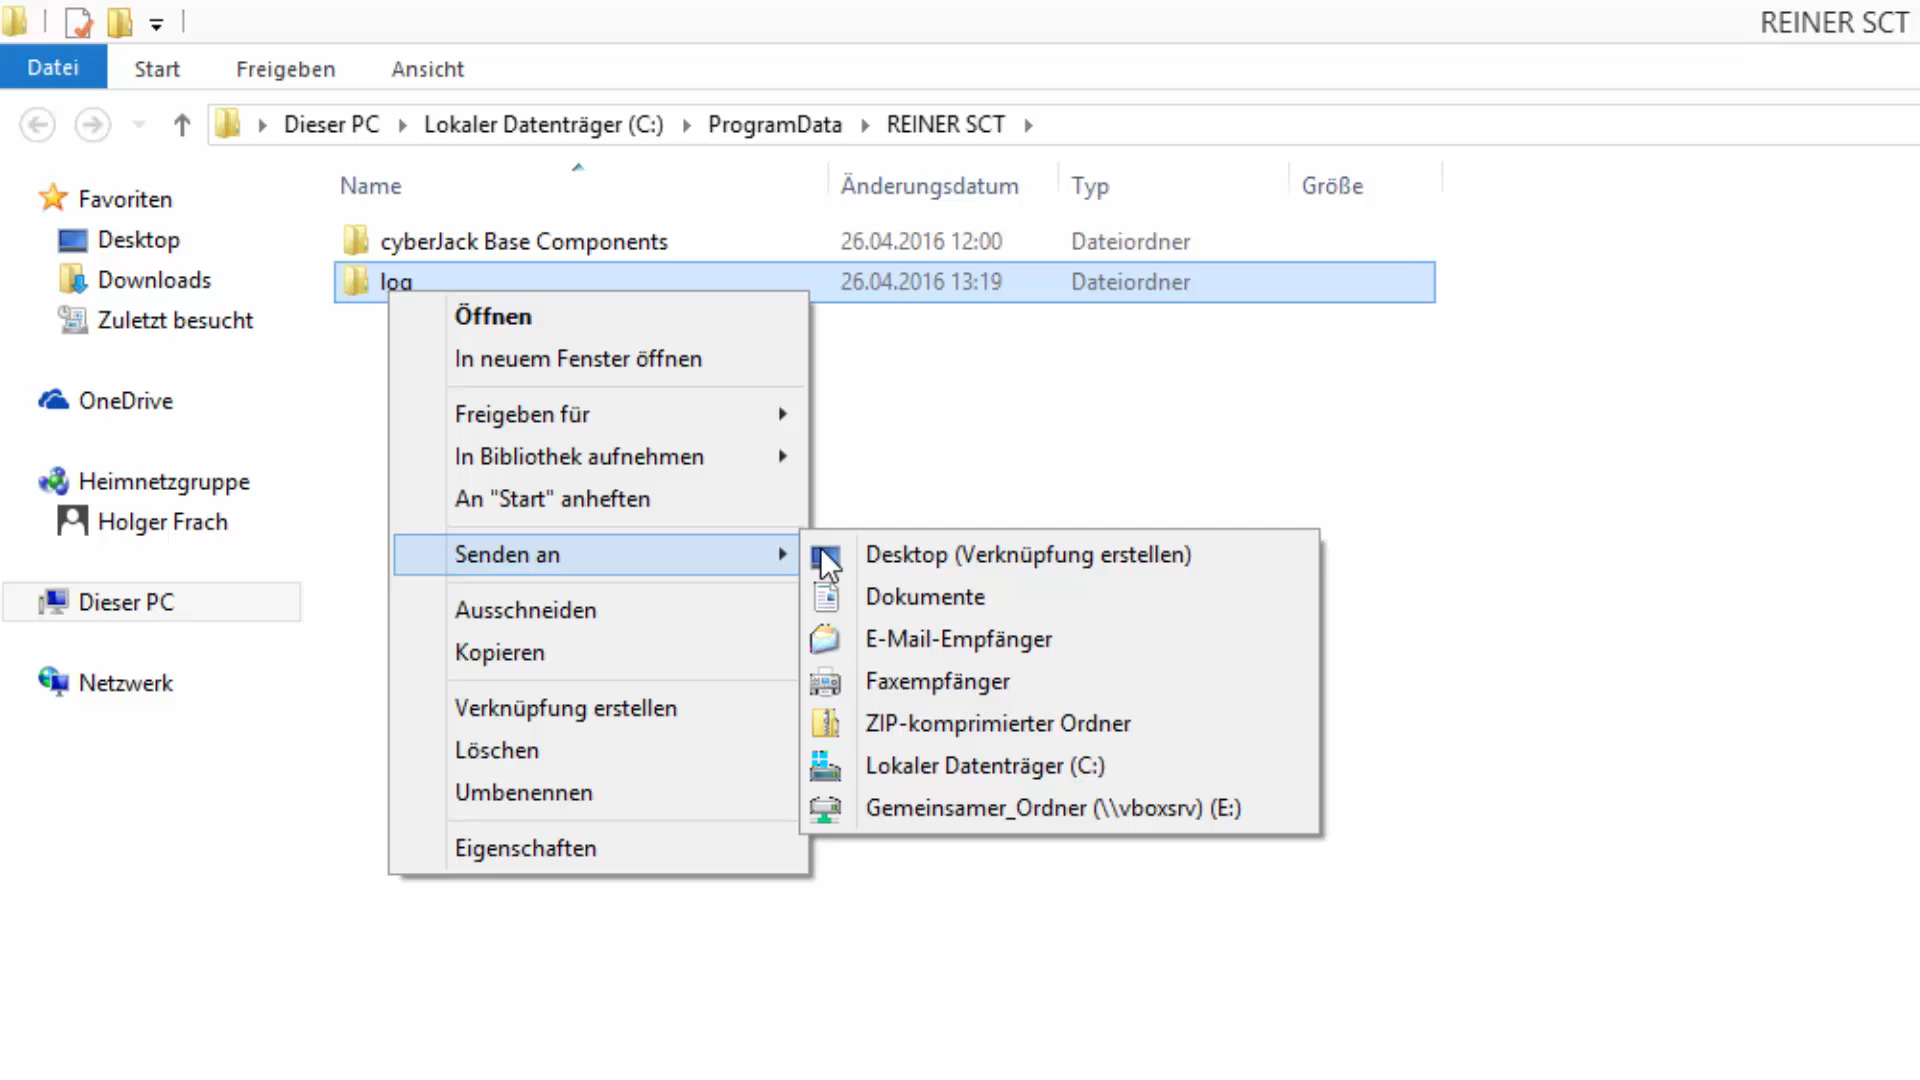 REINER SCT
Datei Start Freigeben Ansicht
Dieser PC Lokaler Datenträger (C:) ProgramData REINER SCT
Name Änderungsdatum Typ Größe
Favoriten
Desktop
Downloads
Zuletzt besucht
OneDrive
Heimnetzgruppe
Holger Frach
Dieser PC
Netzwerk
cyberJack Base Components 26.04.2016 12:00 Dateiordner
log 26.04.2016 13:19 Dateiordner
Öffnen
In neuem Fenster öffnen
Freigeben für
In Bibliothek aufnehmen
An "Start" anheften
Senden an
Ausschneiden
Kopieren
Verknüpfung erstellen
Löschen
Umbenennen
Eigenschaften
Desktop (Verknüpfung erstellen)
Dokumente
E-Mail-Empfänger
Faxempfänger
ZIP-komprimierter Ordner
Lokaler Datenträger (C:)
Gemeinsamer_Ordner (\\vboxsrv) (E:)